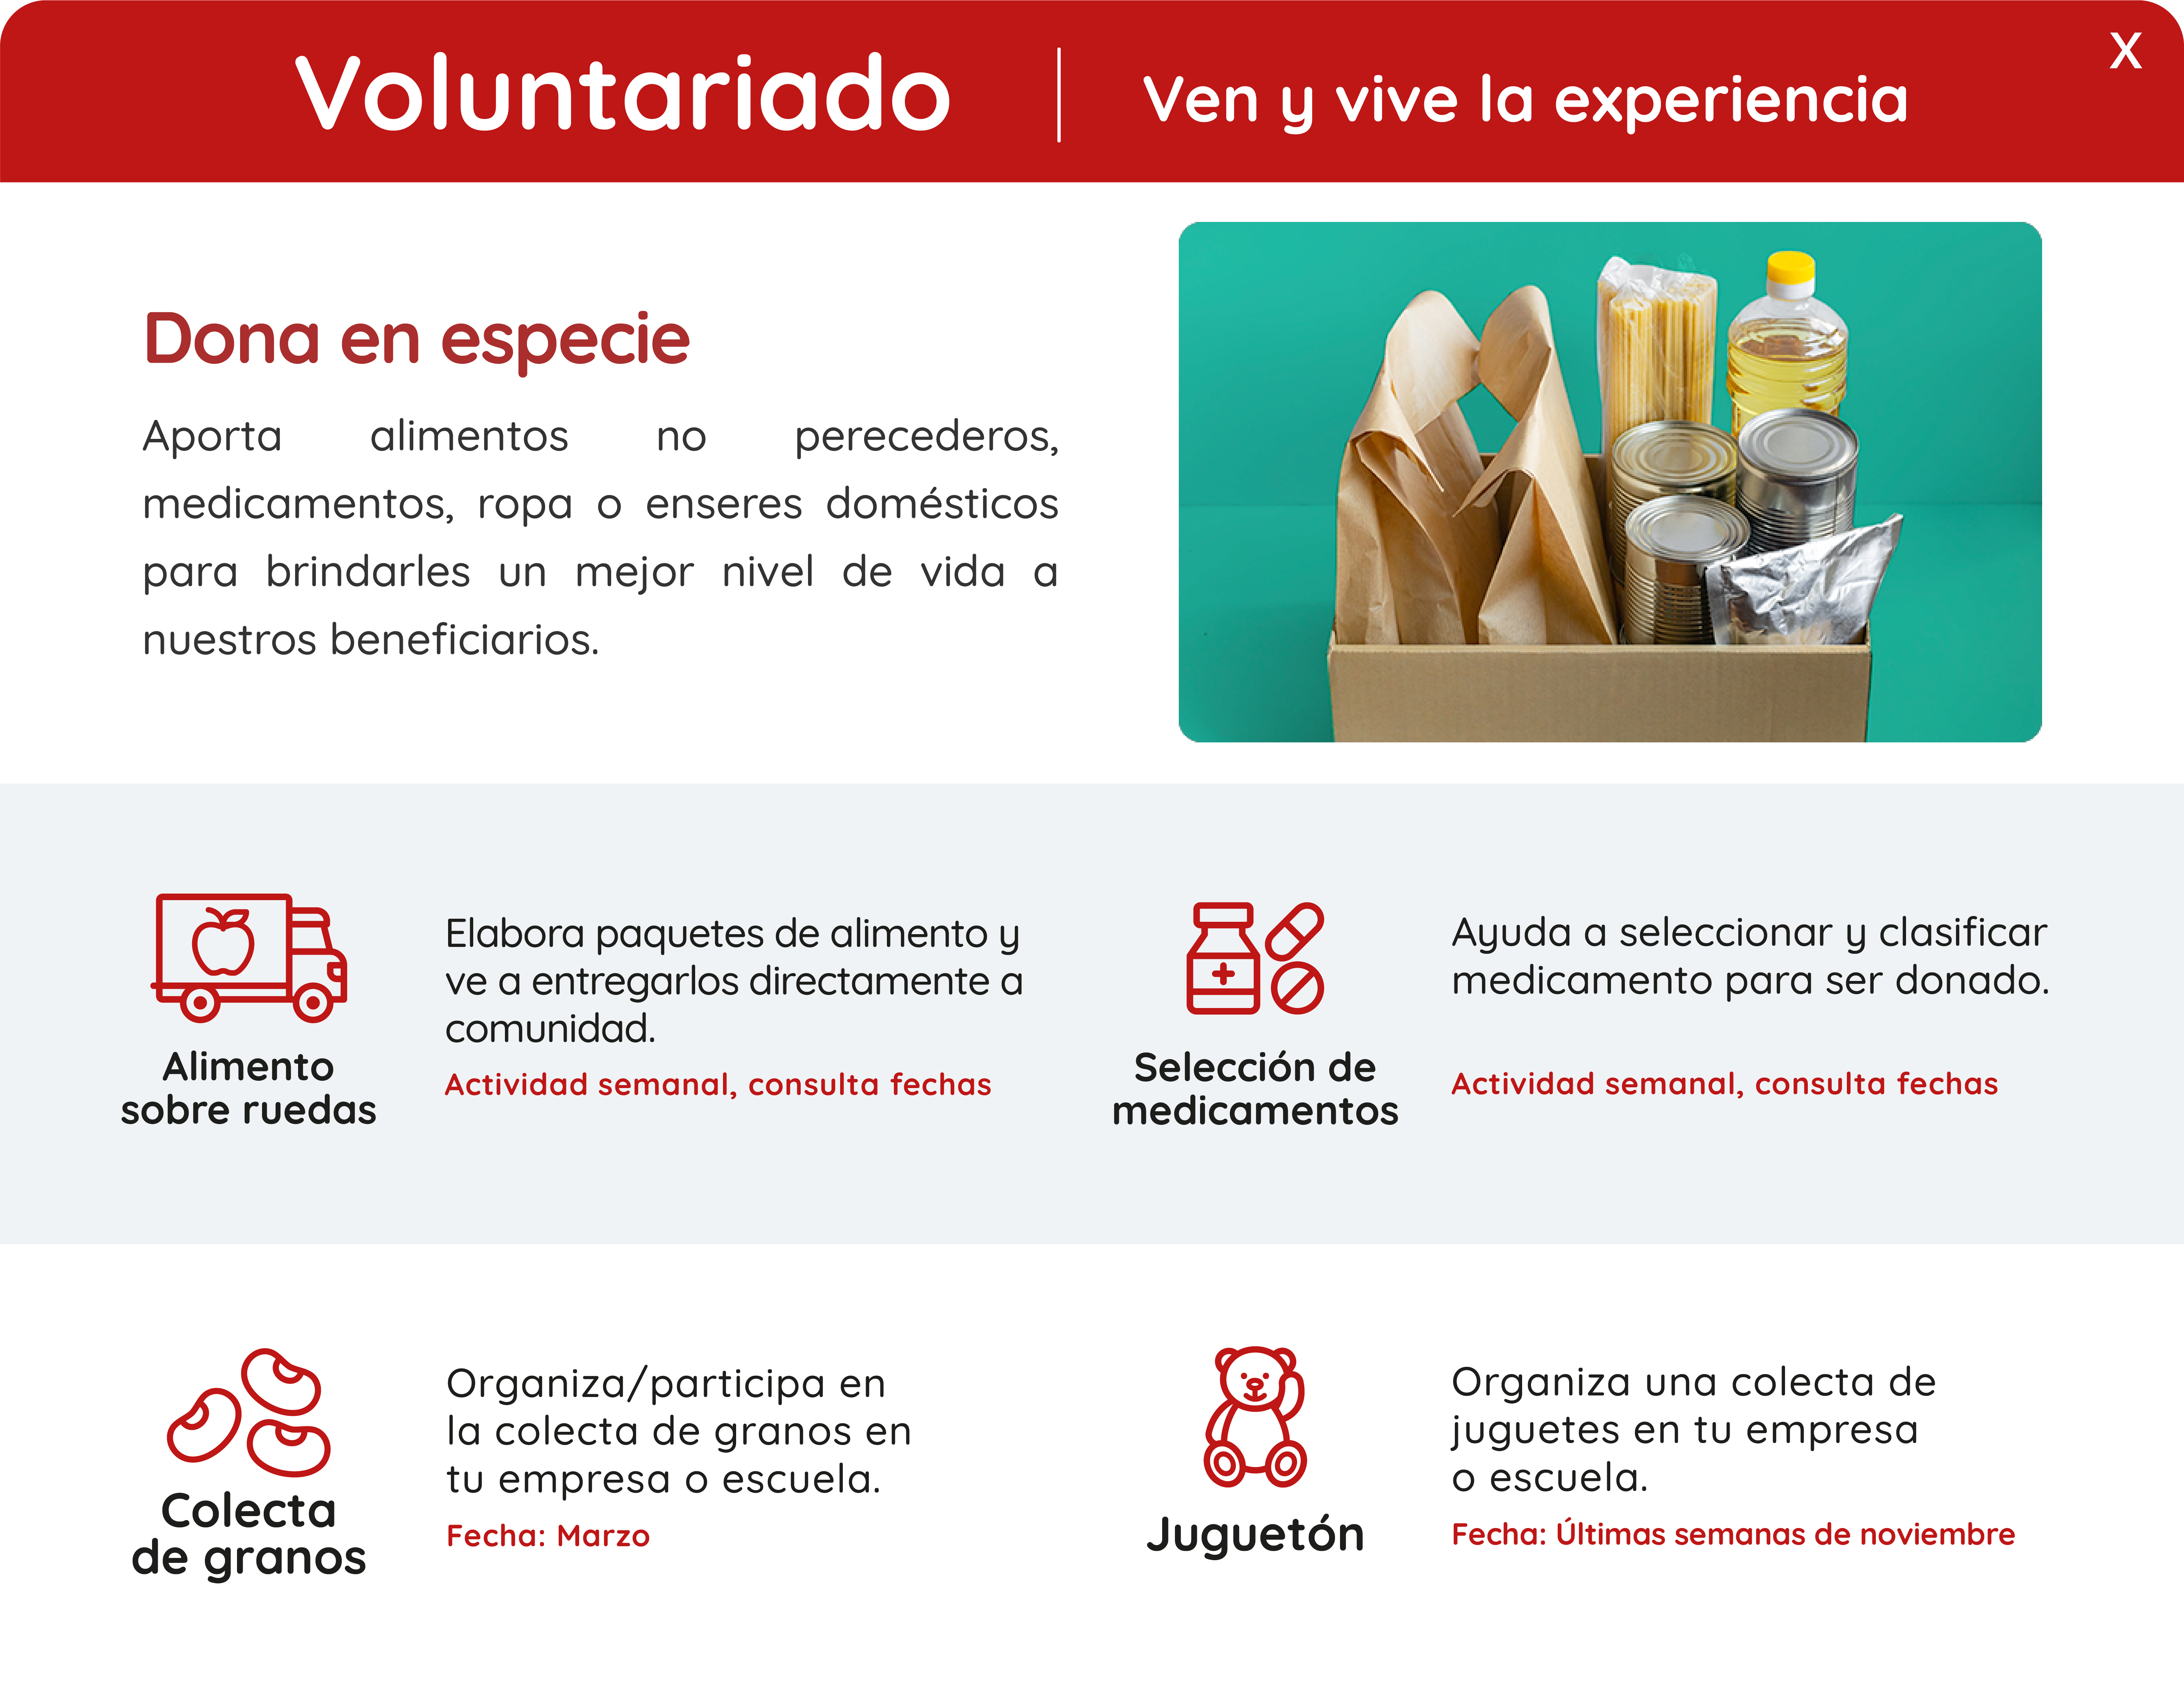 Voluntariado
Ven y vive la experiencia
X
Dona en especie
Aporta alimentos no perecederos,
medicamentos, ropa o enseres domésticos
para brindarles un mejor nivel de vida a
nuestros beneficiarios.
Alimento
sobre ruedas
Elabora paquetes de alimento y
ve a entregarlos directamente a
comunidad.
Actividad semanal, consulta fechas
Selección de
medicamentos
Ayuda a seleccionar y clasificar
medicamento para ser donado.
Actividad semanal, consulta fechas
Colecta
de granos
Organiza/participa en
la colecta de granos en
tu empresa o escuela.
Fecha: Marzo
Juguetón
Organiza una colecta de
juguetes en tu empresa
o escuela.
Fecha: Últimas semanas de noviembre